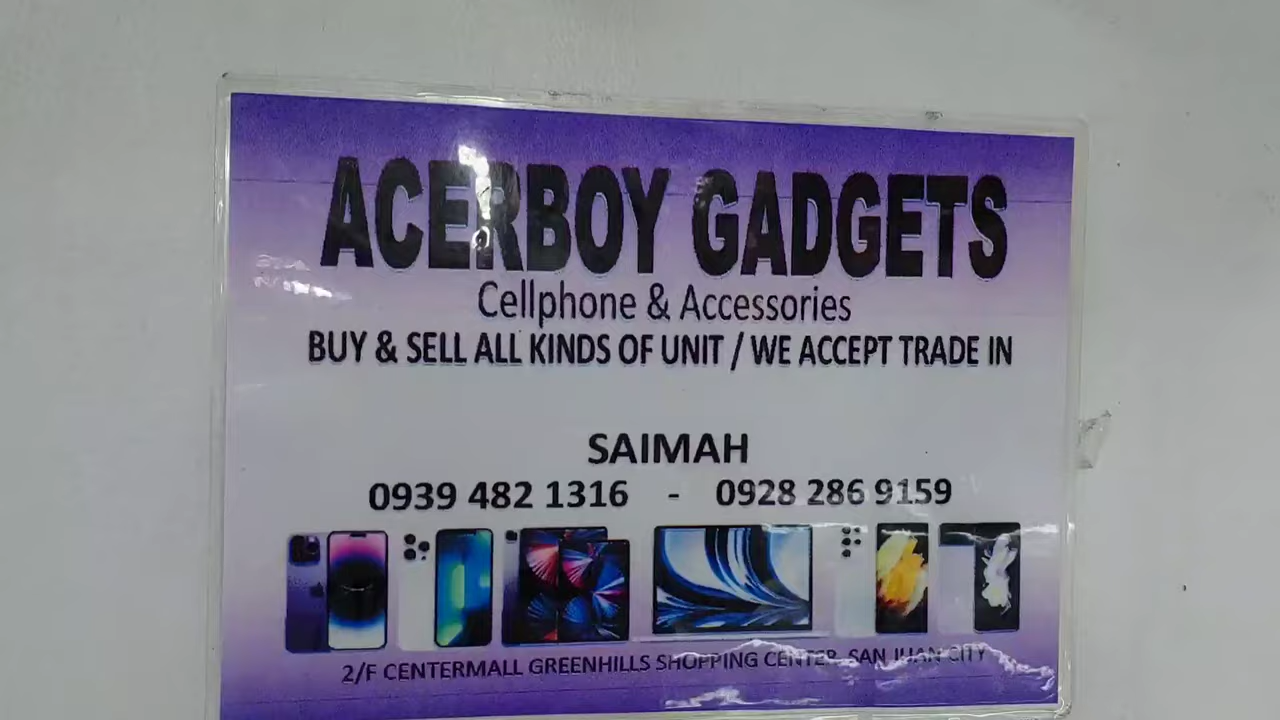 ACERBOY GADGETS
Cellphone & Accessories
BUY & SELL ALL KINDS OF UNIT / WE ACCEPT TRADE IN
SAIMAH
0939 482 1316 - 0928 286 9159
2/F CENTERMALL GREENHILLS SHOPPING CENTER, SAN JUAN CITY